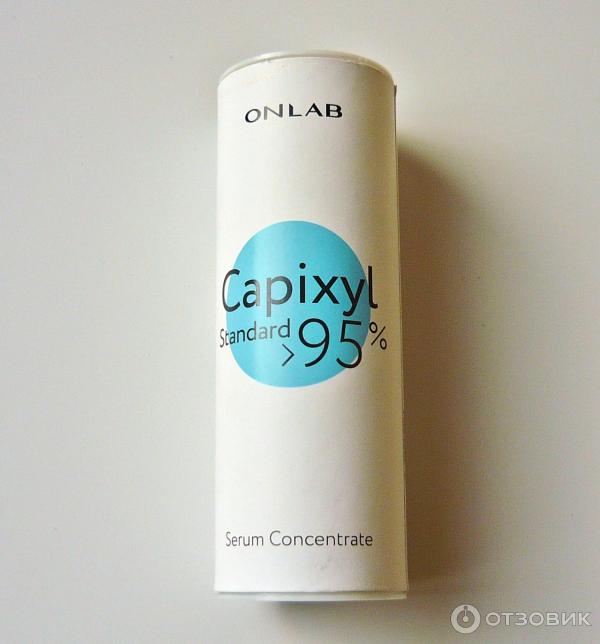 ONLAB
Capixyl
Standard
>95%
Serum Concentrate
ОТЗОВИК